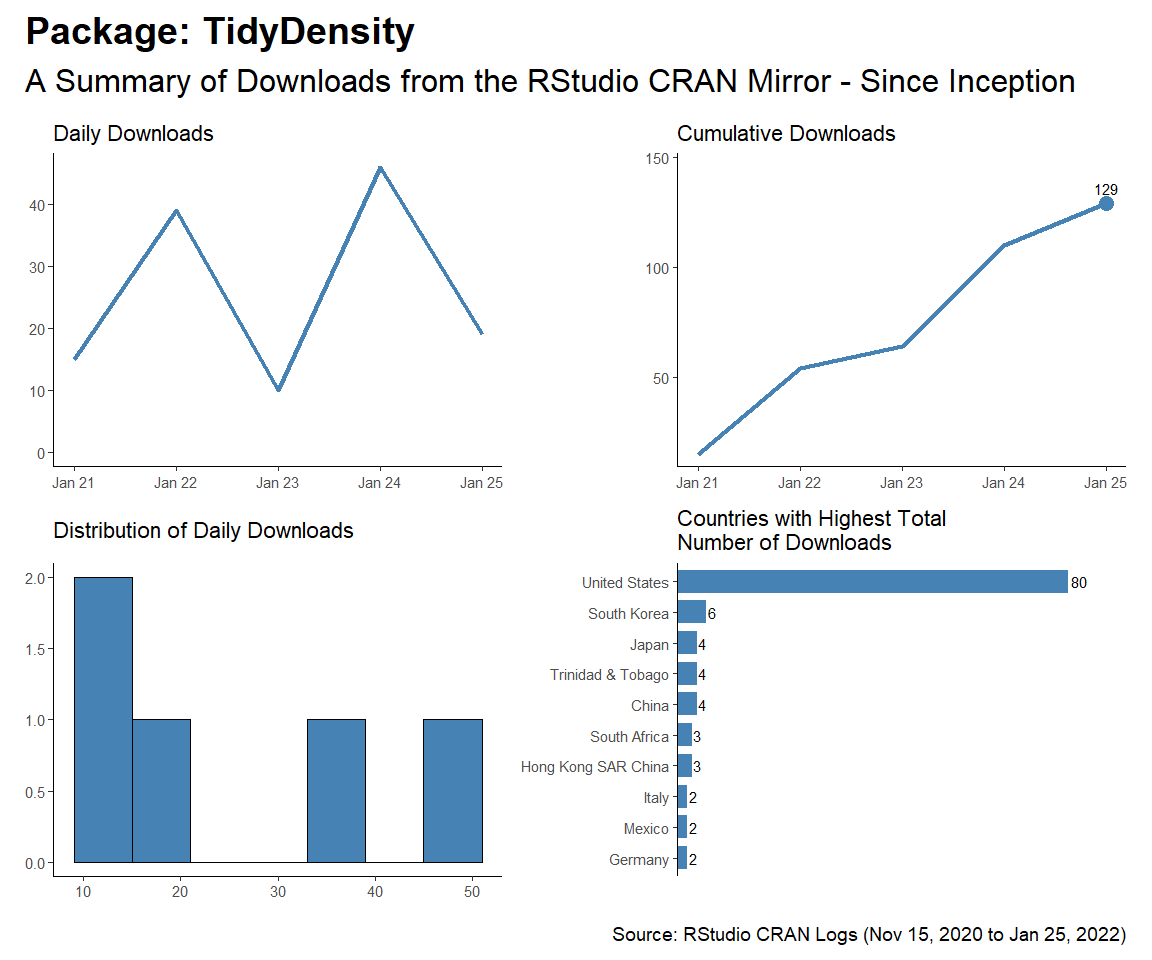 Package: TidyDensity
A Summary of Downloads from the RStudio CRAN Mirror - Since Inception
Daily Downloads
40
30
20
10
0
Jan 21 Jan 22 Jan 23 Jan 24 Jan 25
Cumulative Downloads
150
100
50
129
Jan 21 Jan 22 Jan 23 Jan 24 Jan 25
Distribution of Daily Downloads
2.0
1.5
1.0
0.5
0.0
10 20 30 40 50
Countries with Highest Total
Number of Downloads
United States 80
South Korea 6
Japan 4
Trinidad & Tobago 4
China 4
South Africa 3
Hong Kong SAR China 3
Italy 2
Mexico 2
Germany 2
Source: RStudio CRAN Logs (Nov 15, 2020 to Jan 25, 2022)